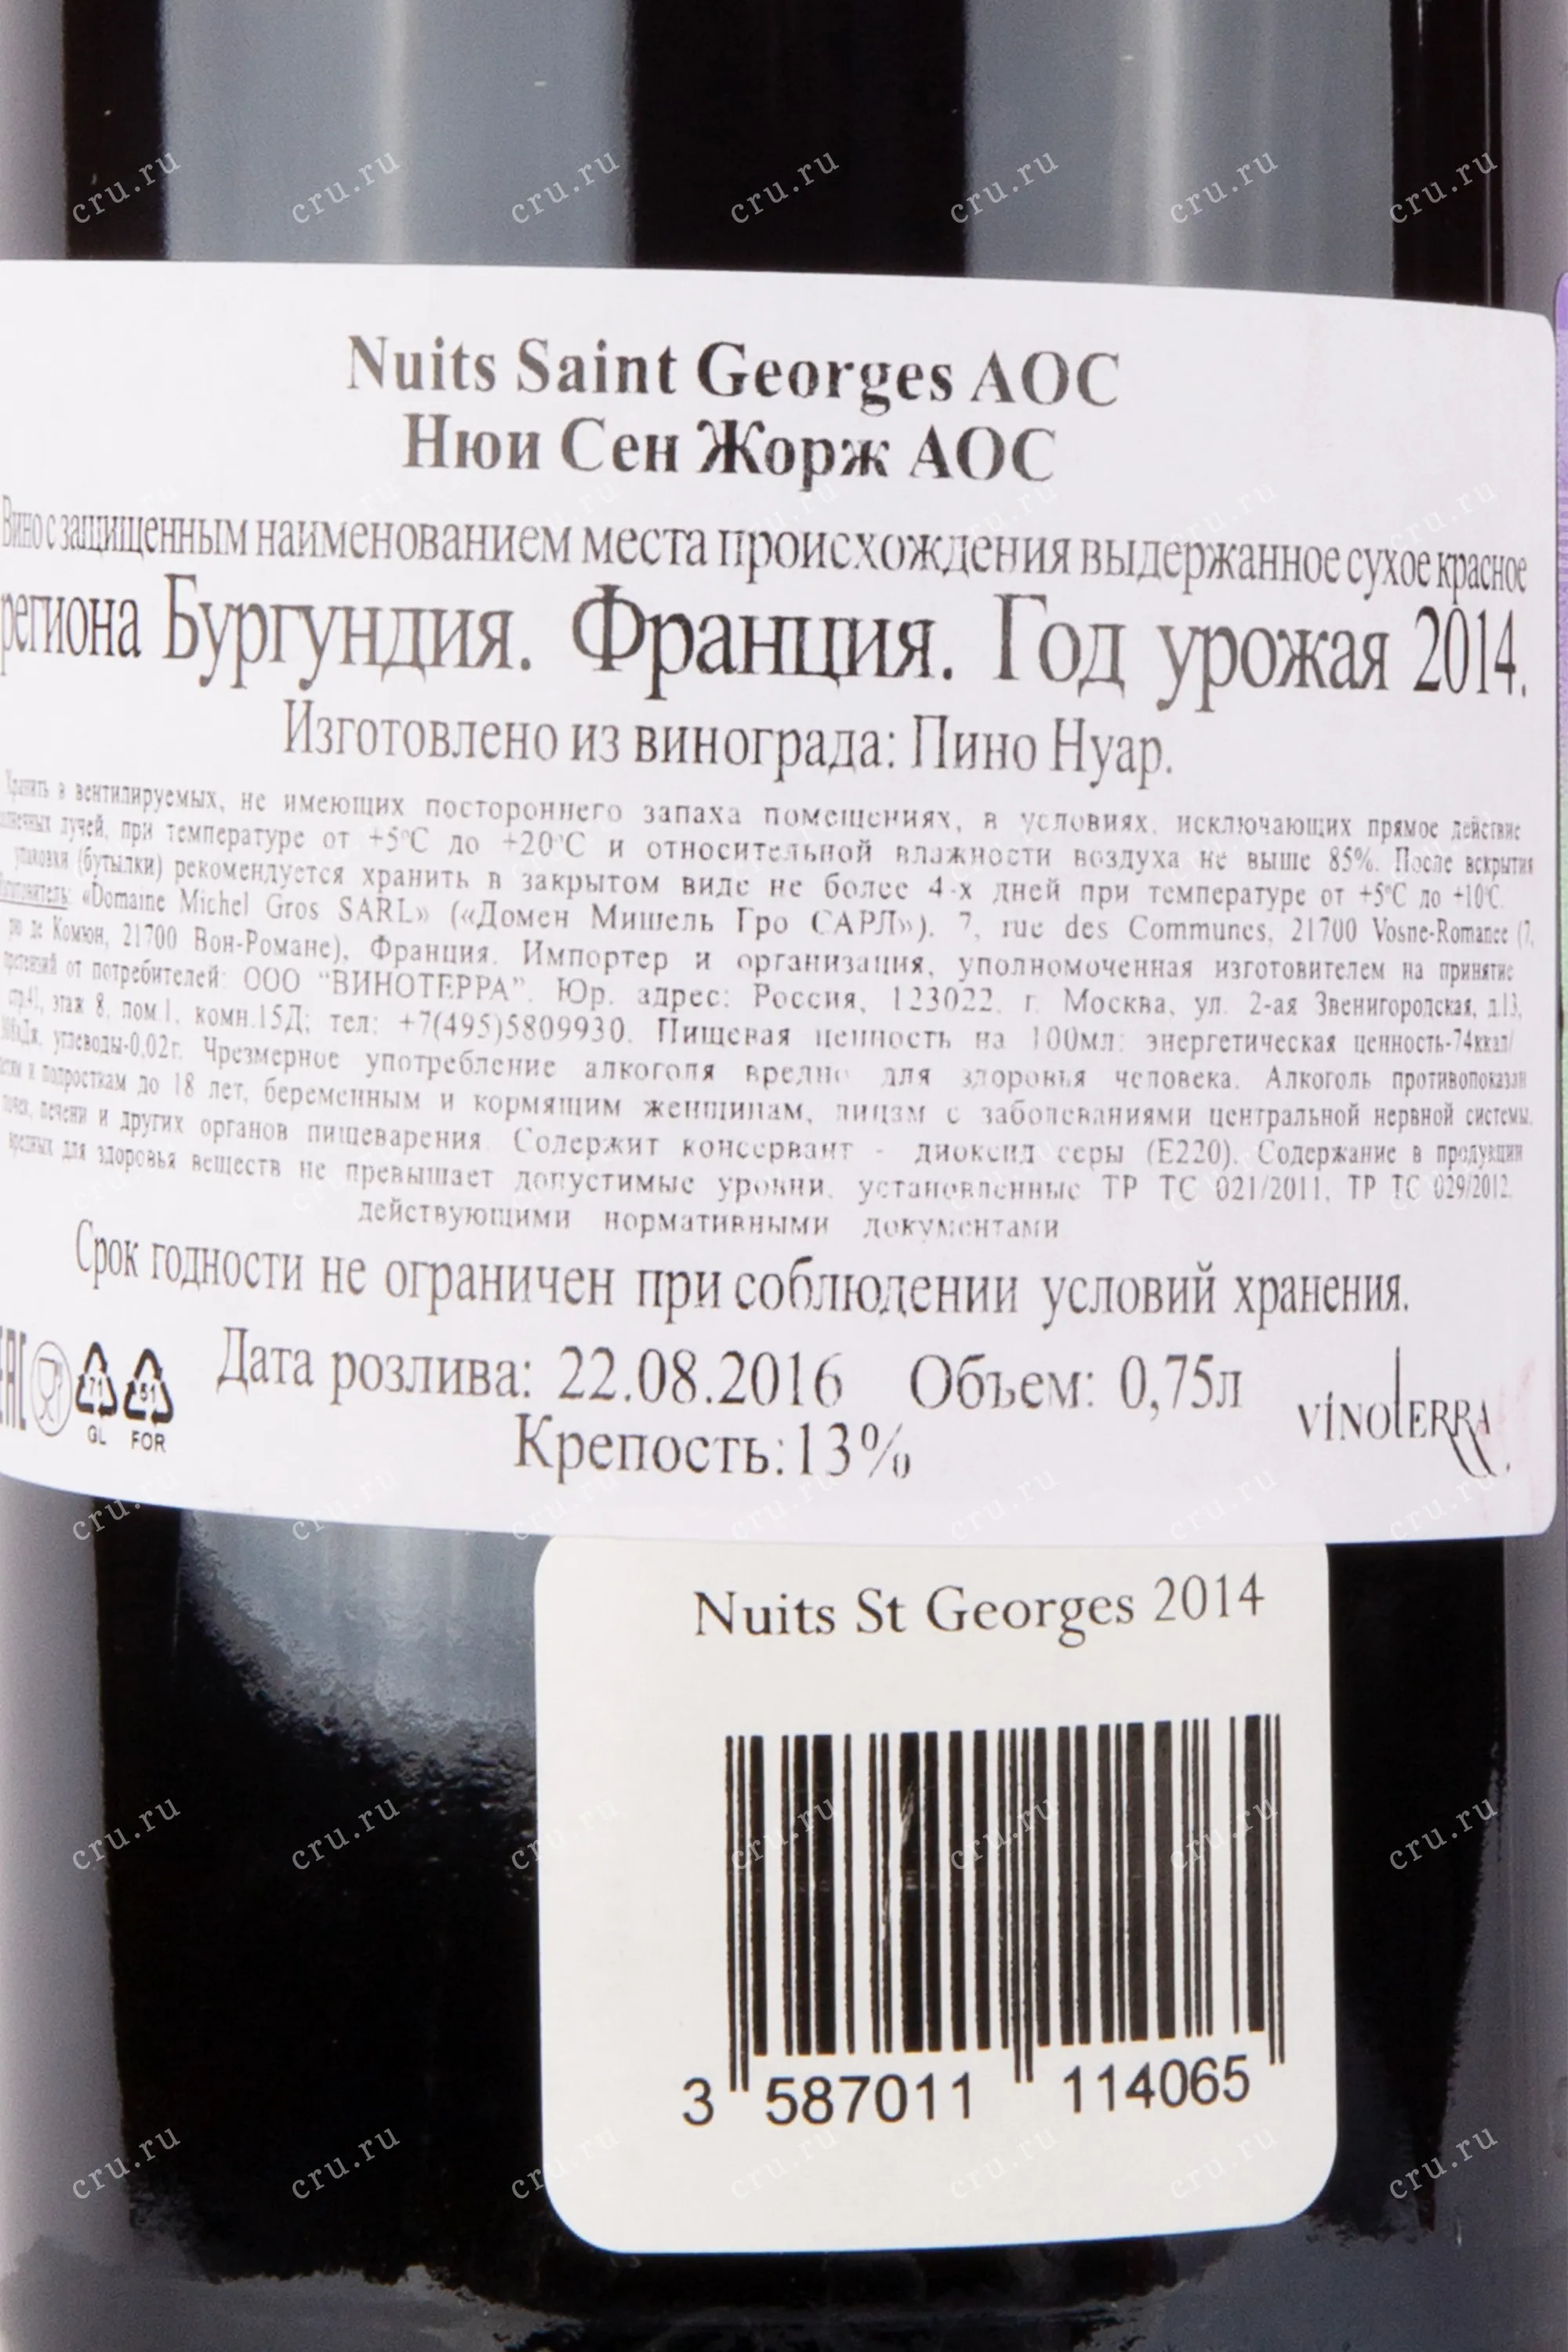 Nuits Saint Georges AOC
Нюи Сен Жорж АОС
Вино с защищенным наименованием места происхождения выдержанное сухое красное
региона Бургундия. Франция. Год урожая 2014.
Изготовлено из винограда: Пино Нуар.
Хранить в вентилируемых, не имеющих постороннего запаха помещениях, в условиях, исключающих прямое действие
лучей, при температуре от +5°C до +20°C и относительной влажности воздуха не выше 85%. После вскрытия
упаковки (бутылки) рекомендуется хранить в закрытом виде не более 4-х дней при температуре от +5°C до +10°C.
Изготовитель: «Domaine Michel Gros SARL» («Домен Мишель Гро САРЛ»). 7, rue des Communes, 21700 Vosne-Romanee (7,
рю де Комюн, 21700 Вон-Романе), Франция. Импортер и организация, уполномоченная изготовителем на принятие
претензий от потребителей: ООО "ВИНОТЕРРА". Юр. адрес: Россия, 123022, г. Москва, ул. 2-ая Звенигородская, д.13,
стр.41, этаж 8, пом.1, комн.15Д; тел: +7(495)5809930. Пищевая ценность на 100мл: энергетическая ценность-74ккал/
углеводы-0,02г. Чрезмерное употребление алкоголя вредно для здоровья человека. Алкоголь противопоказан
и подросткам до 18 лет, беременным и кормящим женщинам, лицам с заболеваниями центральной нервной системы,
почек, печени и других органов пищеварения. Содержит консервант - диоксид серы (Е220). Содержание в продукции
вредных для здоровья веществ не превышает допустимые уровни, установленные ТР ТС 021/2011, ТР ТС 029/2012,
действующими нормативными документами
Срок годности не ограничен при соблюдении условий хранения.
EAC
71
GL
51
FOR
Дата розлива: 22.08.2016 Объем: 0,75л
Крепость:13%
VINOTERRA
Nuits St Georges 2014
3 587011 114065
cru.ru